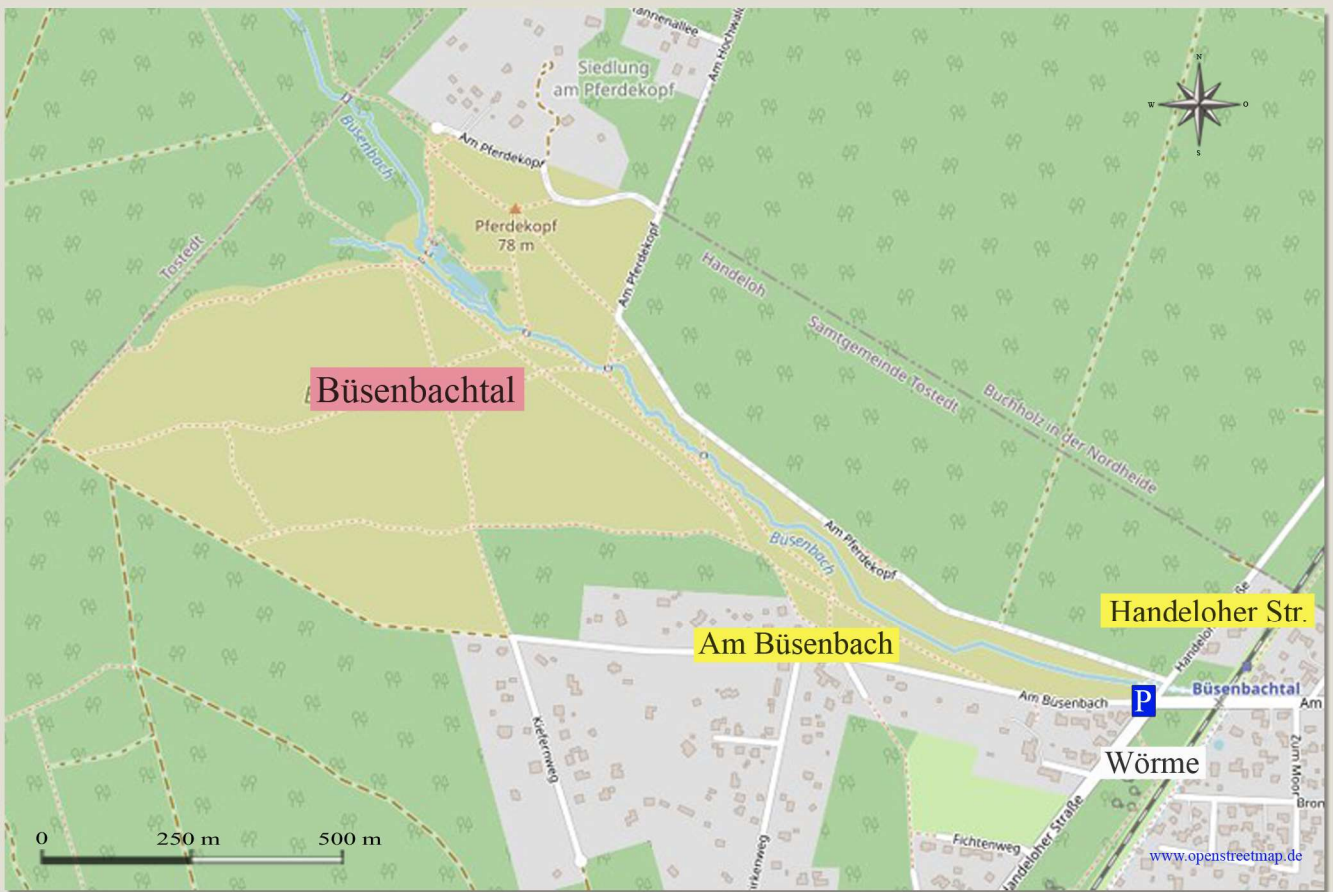 Tannenallee
Am Hochwald
Siedlung
am Pferdekopf
N
W
O
S
Büsenbach
Am Pferdekopf
Pferdekopf
78 m
Tostedt
Am Pferdekopf
Handeloh
Samtgemeinde Tostedt
Buchholz in der Nordheide
Büsenbachtal
Büsenbach
Am Pferdekopf
Handeloher Str.
Am Büsenbach
Büsenbachtal
Am Büsenbach
P
Am
Kiefernweg
Wörme
Zum Moor
Bron
Handeloher Straße
Fichtenweg
rkenweg
0
250 m
500 m
www.openstreetmap.de